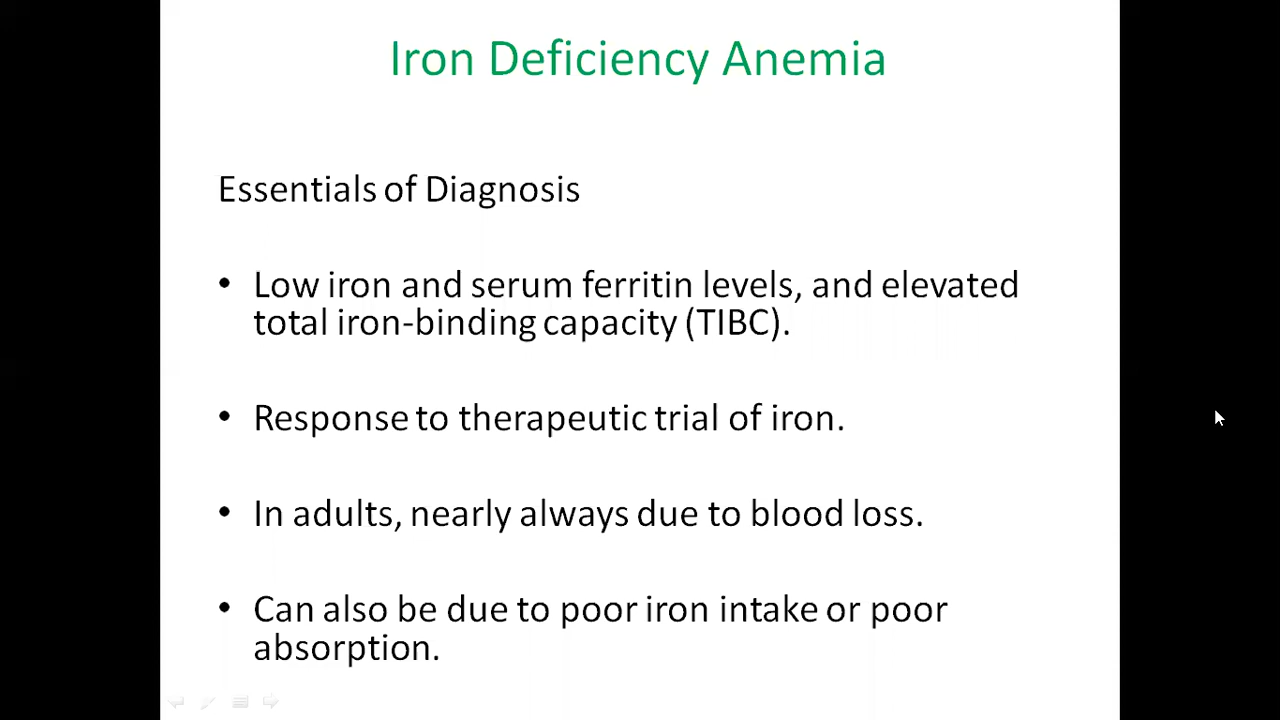 Iron Deficiency Anemia
Essentials of Diagnosis
• Low iron and serum ferritin levels, and elevated
total iron-binding capacity (TIBC).
• Response to therapeutic trial of iron.
• In adults, nearly always due to blood loss.
• Can also be due to poor iron intake or poor
absorption.